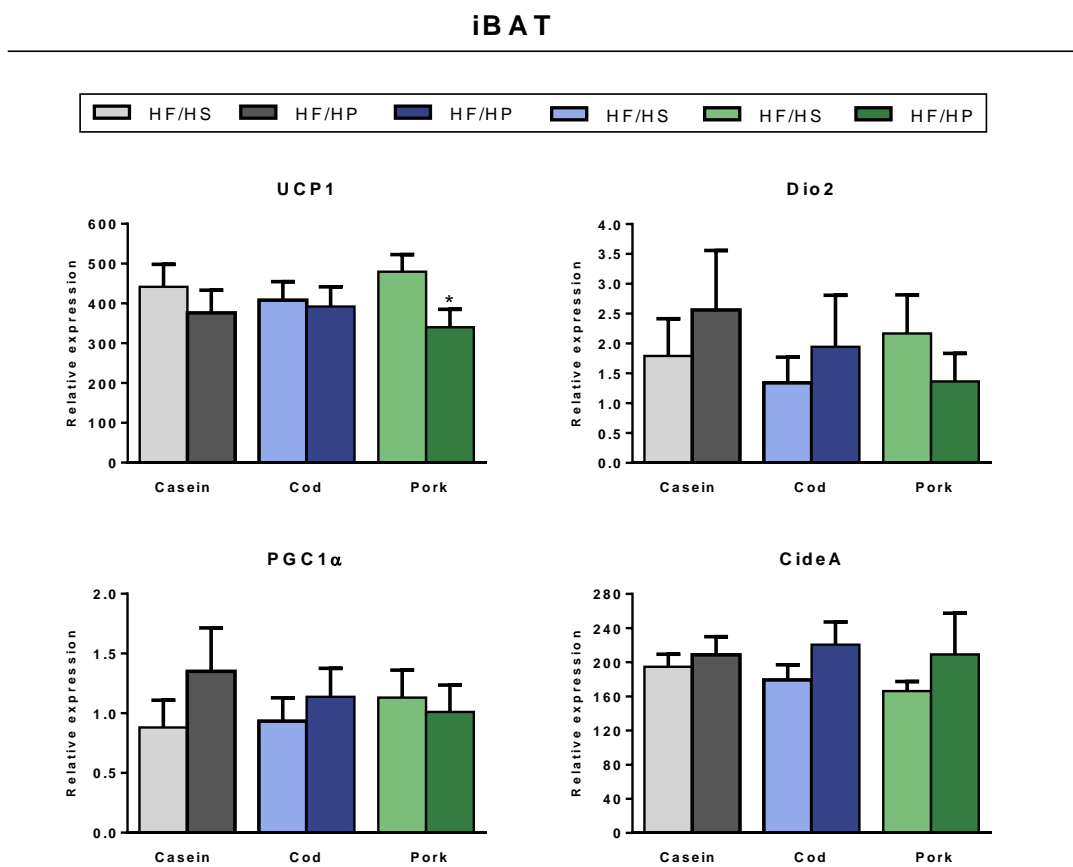 iBAT
HF/HS HF/HP HF/HP HF/HS HF/HS HF/HP
UCP1
Relative expression
600
500
400
300
200
100
0
*
Casein Cod Pork
Dio2
Relative expression
4.0
3.5
3.0
2.5
2.0
1.5
1.0
0.5
0.0
Casein Cod Pork
PGC1α
Relative expression
2.0
1.5
1.0
0.5
0.0
Casein Cod Pork
CideA
Relative expression
280
240
200
160
120
80
40
0
Casein Cod Pork